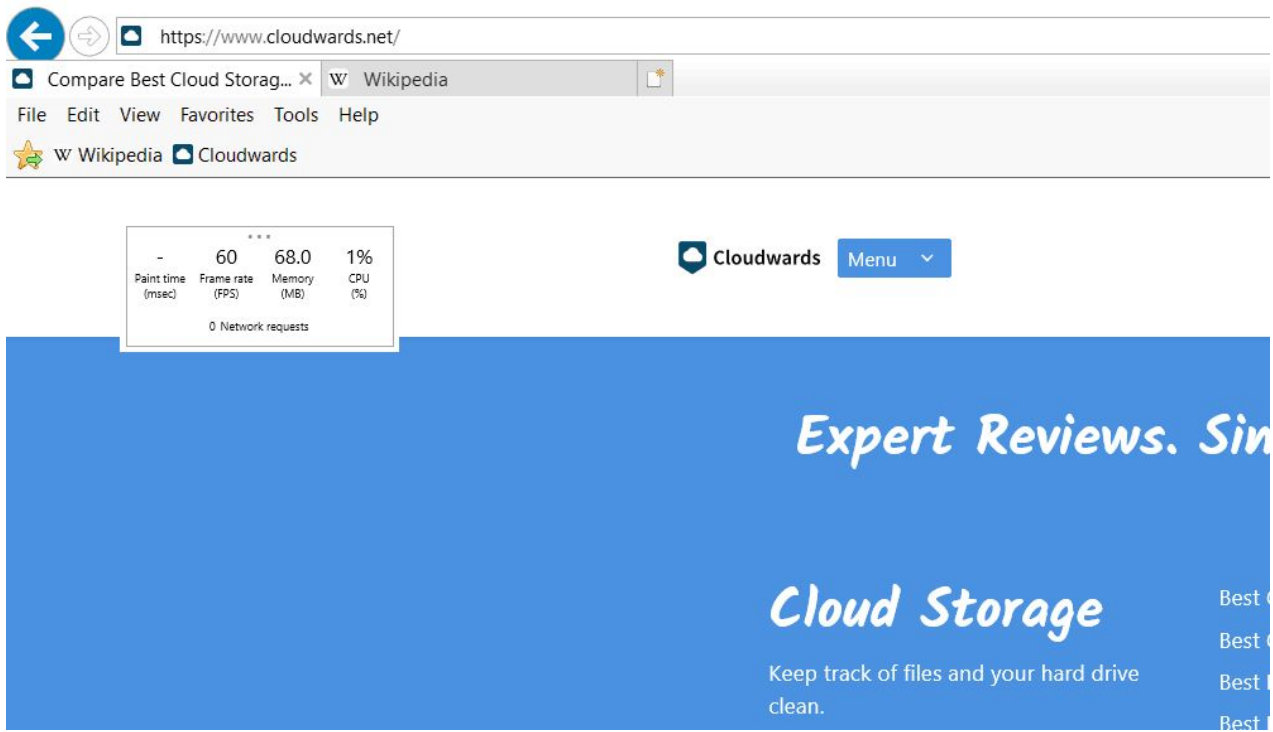 https://www.cloudwards.net/
Compare Best Cloud Storag... W Wikipedia
File Edit View Favorites Tools Help
W Wikipedia Cloudwards
- 60 68.0 1%
Paint time Frame rate Memory CPU
(msec) (FPS) (MB) (%)
0 Network requests
Cloudwards Menu
Expert Reviews. Sim
Cloud Storage
Keep track of files and your hard drive
clean.
Best
Best
Best
Best